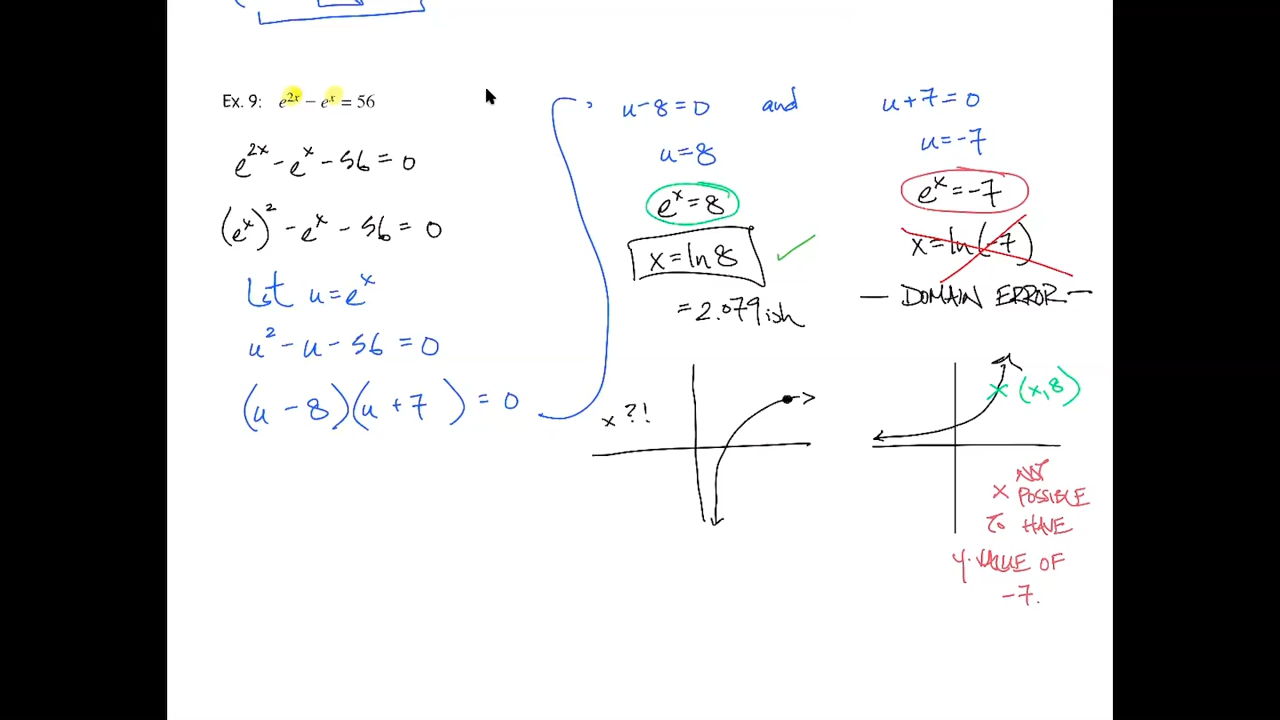 Ex. 9: e^{2x} − e^x = 56
e^{2x} − e^x − 56 = 0
(e^x)^2 − e^x − 56 = 0
Let u = e^x
u^2 − u − 56 = 0
(u − 8)(u + 7) = 0
u − 8 = 0 and u + 7 = 0
u = 8
e^x = 8
x = ln 8
= 2.079ish
u = −7
e^x = −7
x = ln(−7)
— DOMAIN ERROR —
x ?!
(x, 8)
NOT
POSSIBLE
TO HAVE
y-VALUE OF
−7.